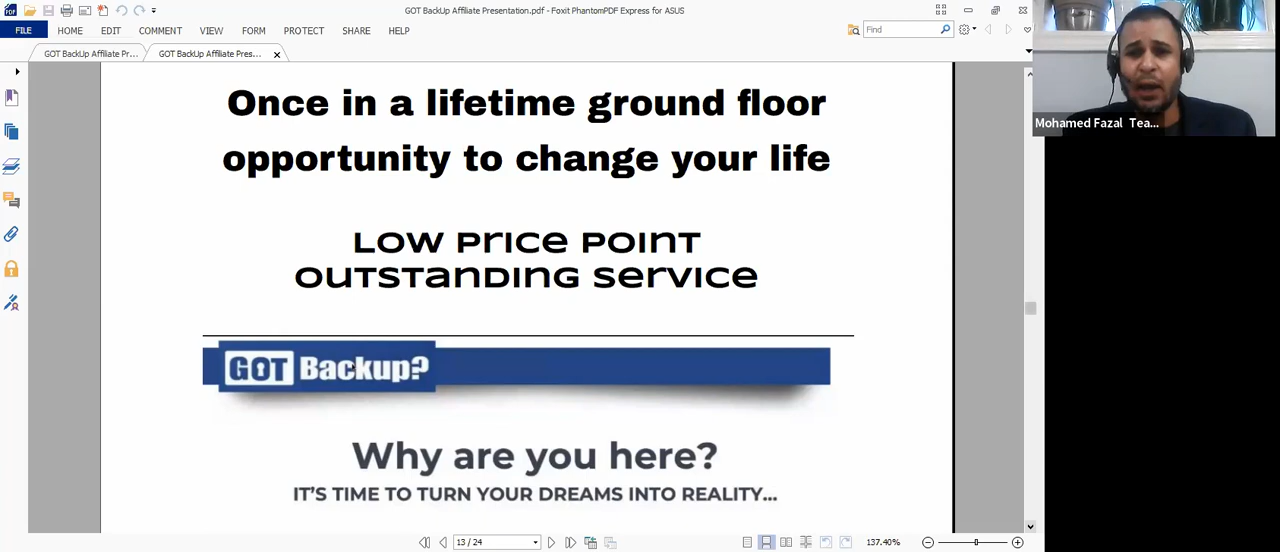 GOT BackUp Affiliate Presentation.pdf - Foxit PhantomPDF Express for ASUS
FILE HOME EDIT COMMENT VIEW FORM PROTECT SHARE HELP
Find
GOT BackUp Affiliate Pr...
GOT BackUp Affiliate Pres...
Mohamed Fazal Tea...
Once in a lifetime ground floor
opportunity to change your life
LOW PRICE POINT
OUTSTANDING SERVICE
GOT Backup?
Why are you here?
IT'S TIME TO TURN YOUR DREAMS INTO REALITY...
13 / 24
137.40%